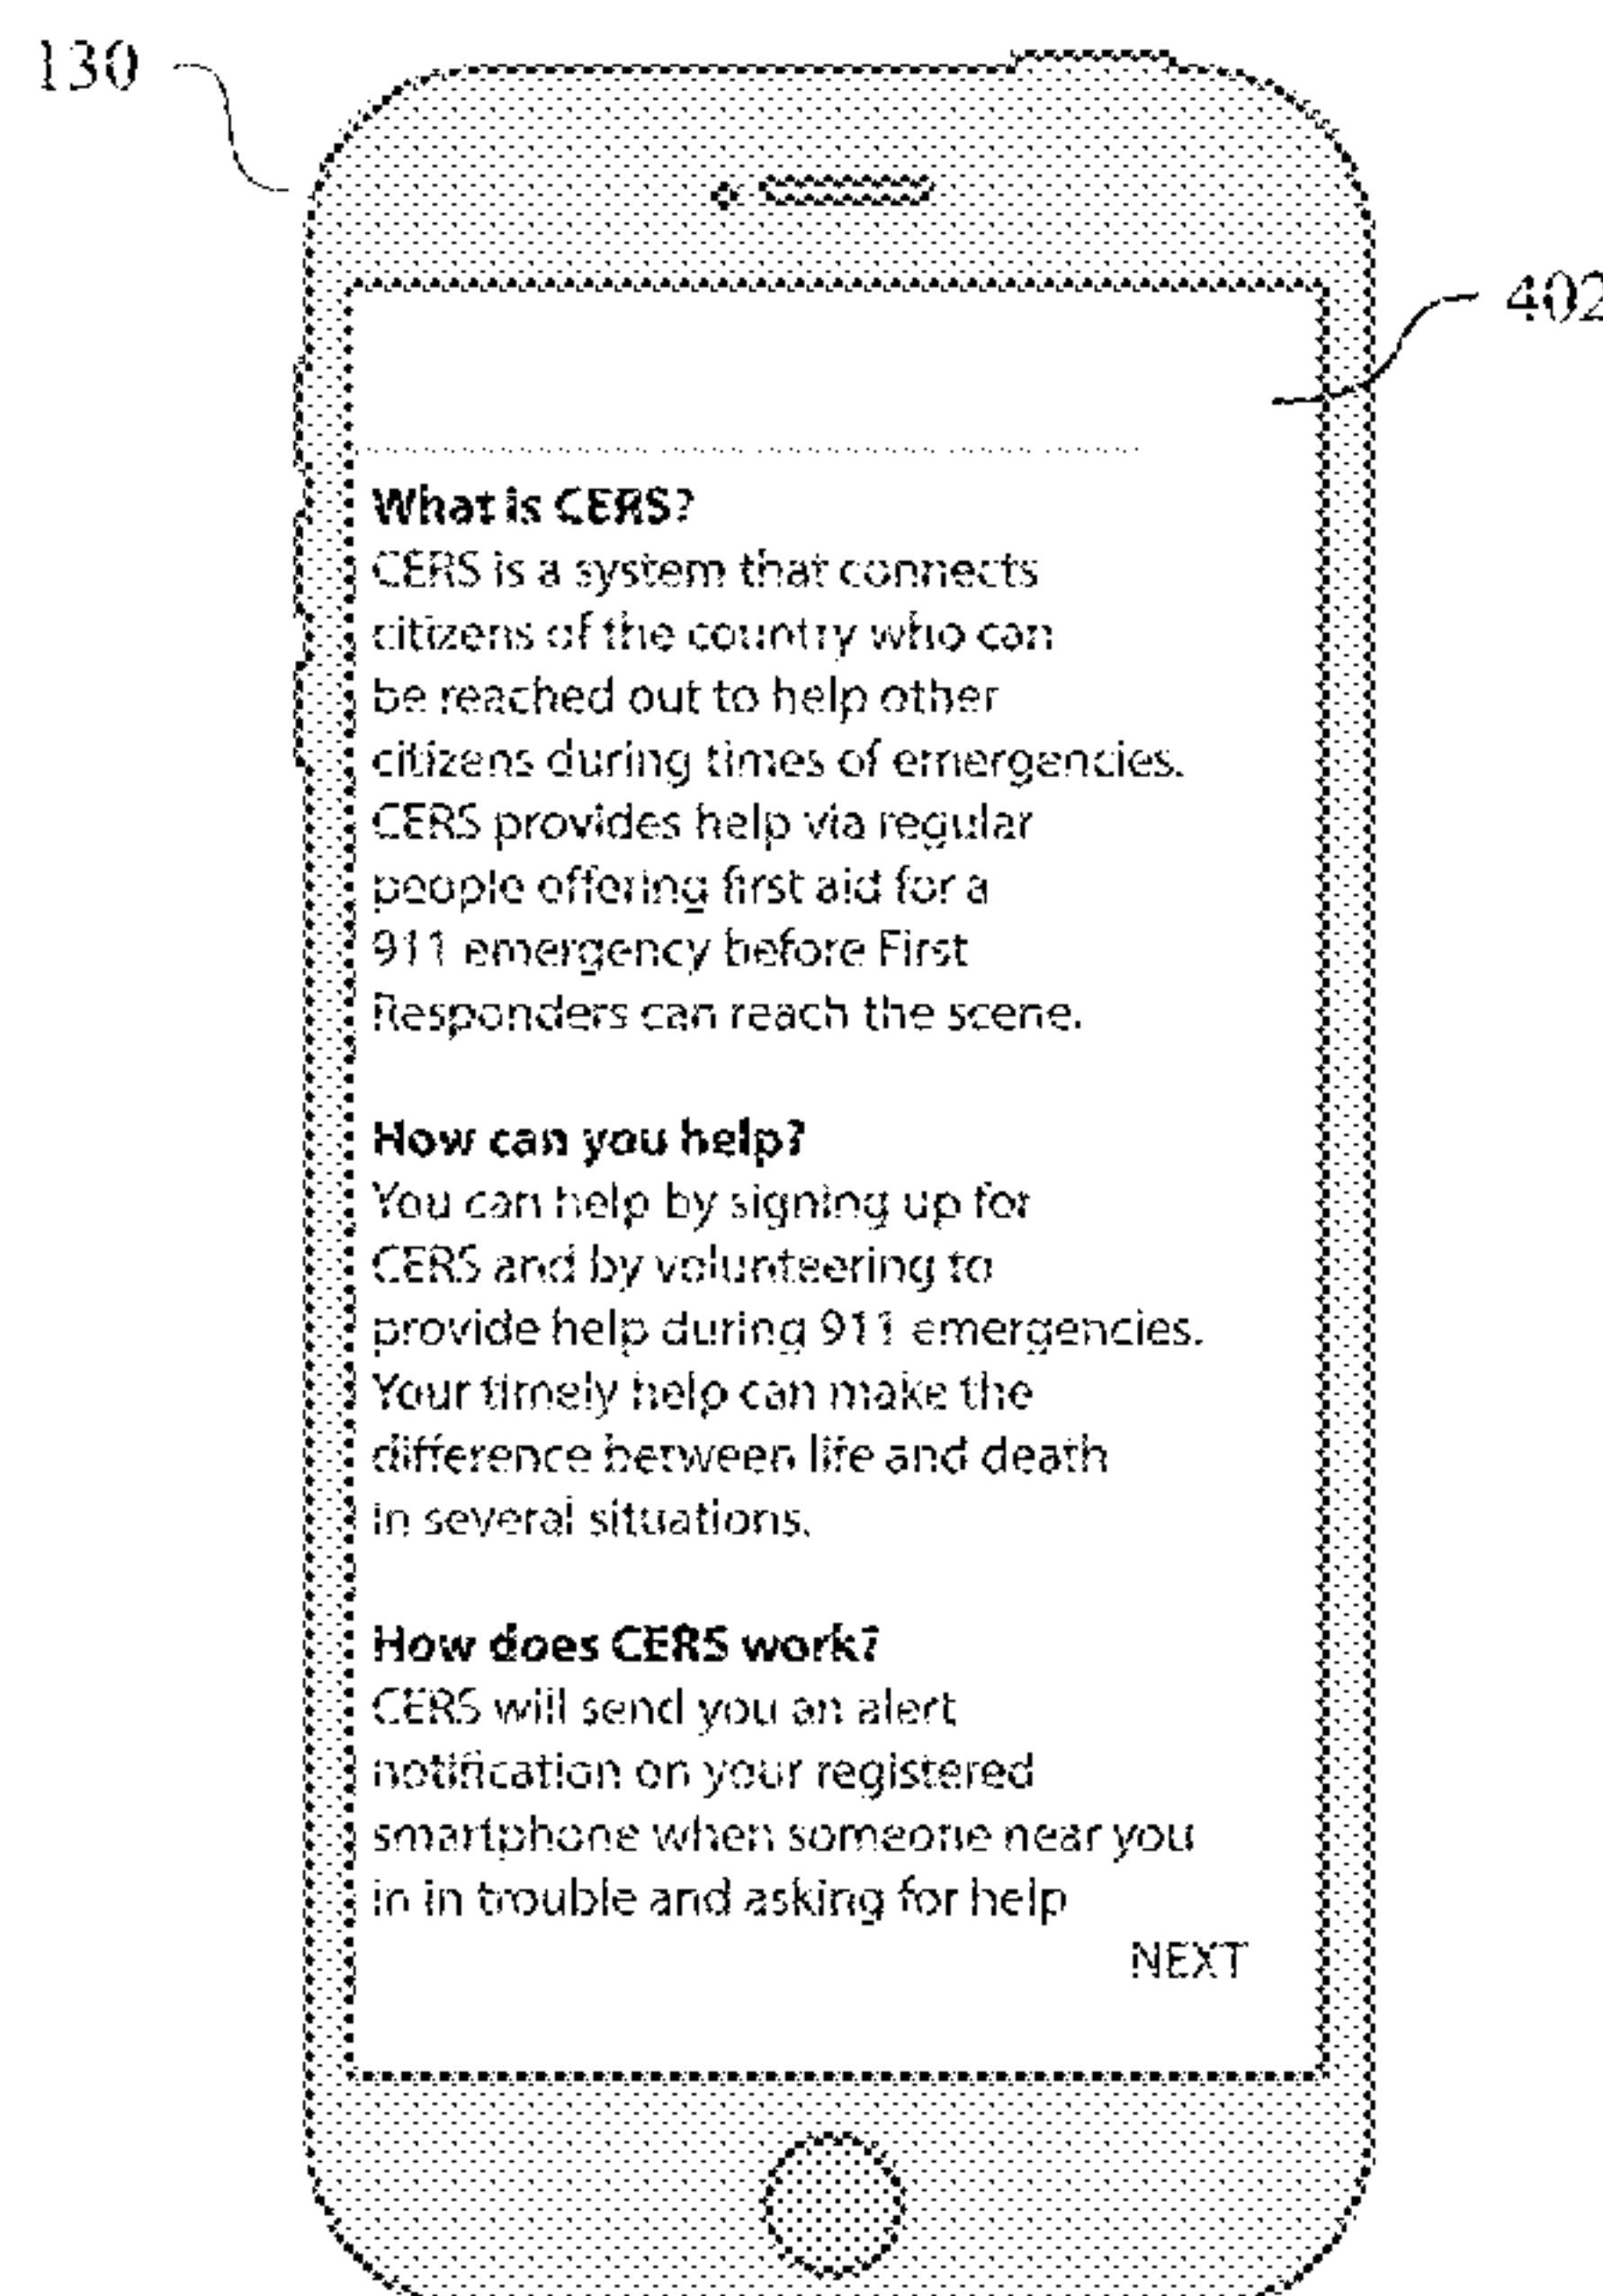 130
402
What is CERS?
CERS is a system that connects
citizens of the country who can
be reached out to help other
citizens during times of emergencies.
CERS provides help via regular
people offering first aid for a
911 emergency before First
Responders can reach the scene.
How can you help?
You can help by signing up for
CERS and by volunteering to
provide help during 911 emergencies.
Your timely help can make the
difference between life and death
in several situations.
How does CERS work?
CERS will send you an alert
notification on your registered
smartphone when someone near you
in in trouble and asking for help
NEXT